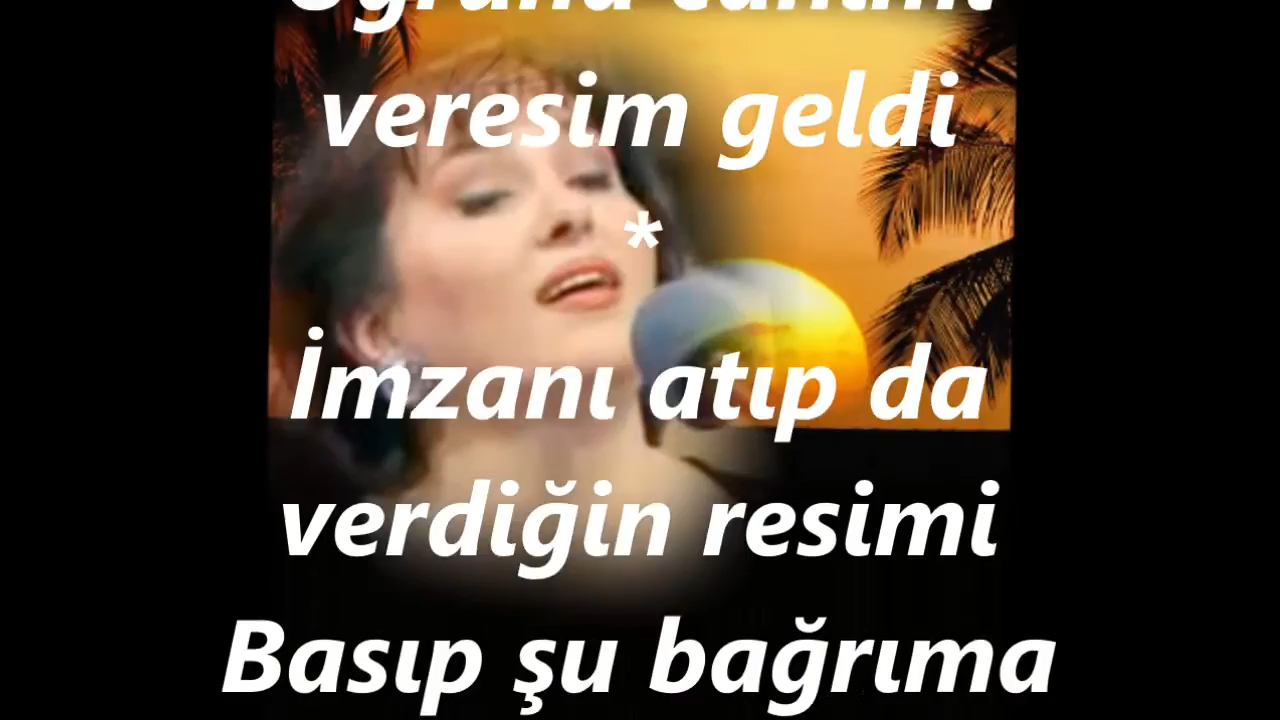 veresim geldi
*
İmzanı atıp da
verdiğin resimi
Basıp şu bağrıma